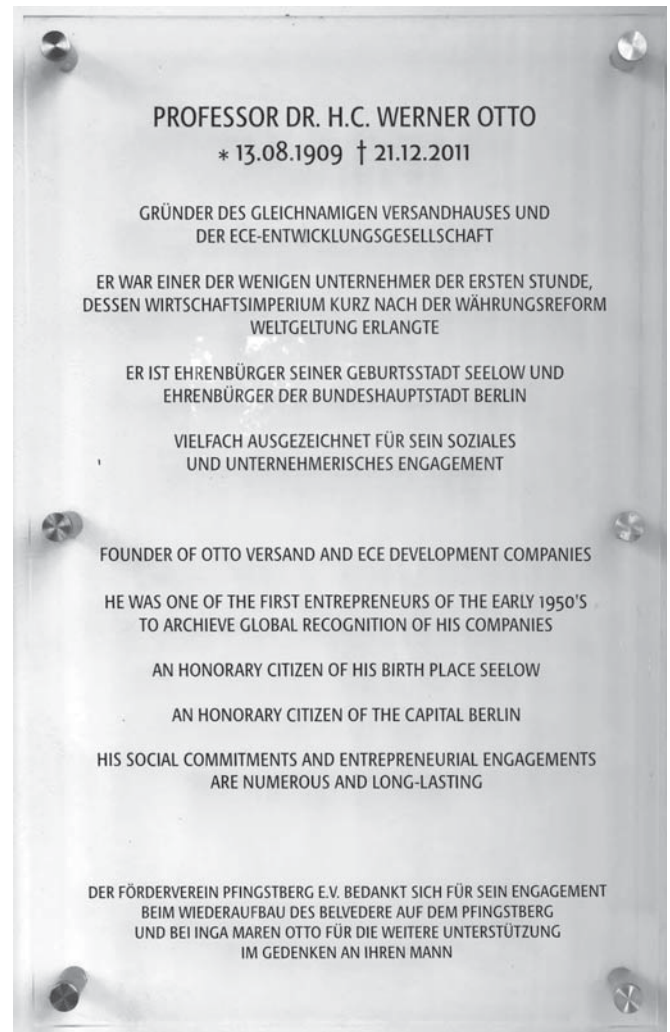 PROFESSOR DR. H.C. WERNER OTTO
* 13.08.1909 † 21.12.2011
GRÜNDER DES GLEICHNAMIGEN VERSANDHAUSES UND
DER ECE-ENTWICKLUNGSGESELLSCHAFT
ER WAR EINER DER WENIGEN UNTERNEHMER DER ERSTEN STUNDE,
DESSEN WIRTSCHAFTSIMPERIUM KURZ NACH DER WÄHRUNGSREFORM
WELTGELTUNG ERLANGTE
ER IST EHRENBÜRGER SEINER GEBURTSSTADT SEELOW UND
EHRENBÜRGER DER BUNDESHAUPTSTADT BERLIN
VIELFACH AUSGEZEICHNET FÜR SEIN SOZIALES
UND UNTERNEHMERISCHES ENGAGEMENT
FOUNDER OF OTTO VERSAND AND ECE DEVELOPMENT COMPANIES
HE WAS ONE OF THE FIRST ENTREPRENEURS OF THE EARLY 1950'S
TO ARCHIEVE GLOBAL RECOGNITION OF HIS COMPANIES
AN HONORARY CITIZEN OF HIS BIRTH PLACE SEELOW
AN HONORARY CITIZEN OF THE CAPITAL BERLIN
HIS SOCIAL COMMITMENTS AND ENTREPRENEURIAL ENGAGEMENTS
ARE NUMEROUS AND LONG-LASTING
DER FÖRDERVEREIN PFINGSTBERG E.V. BEDANKT SICH FÜR SEIN ENGAGEMENT
BEIM WIEDERAUFBAU DES BELVEDERE AUF DEM PFINGSTBERG
UND BEI INGA MAREN OTTO FÜR DIE WEITERE UNTERSTÜTZUNG
IM GEDENKEN AN IHREN MANN